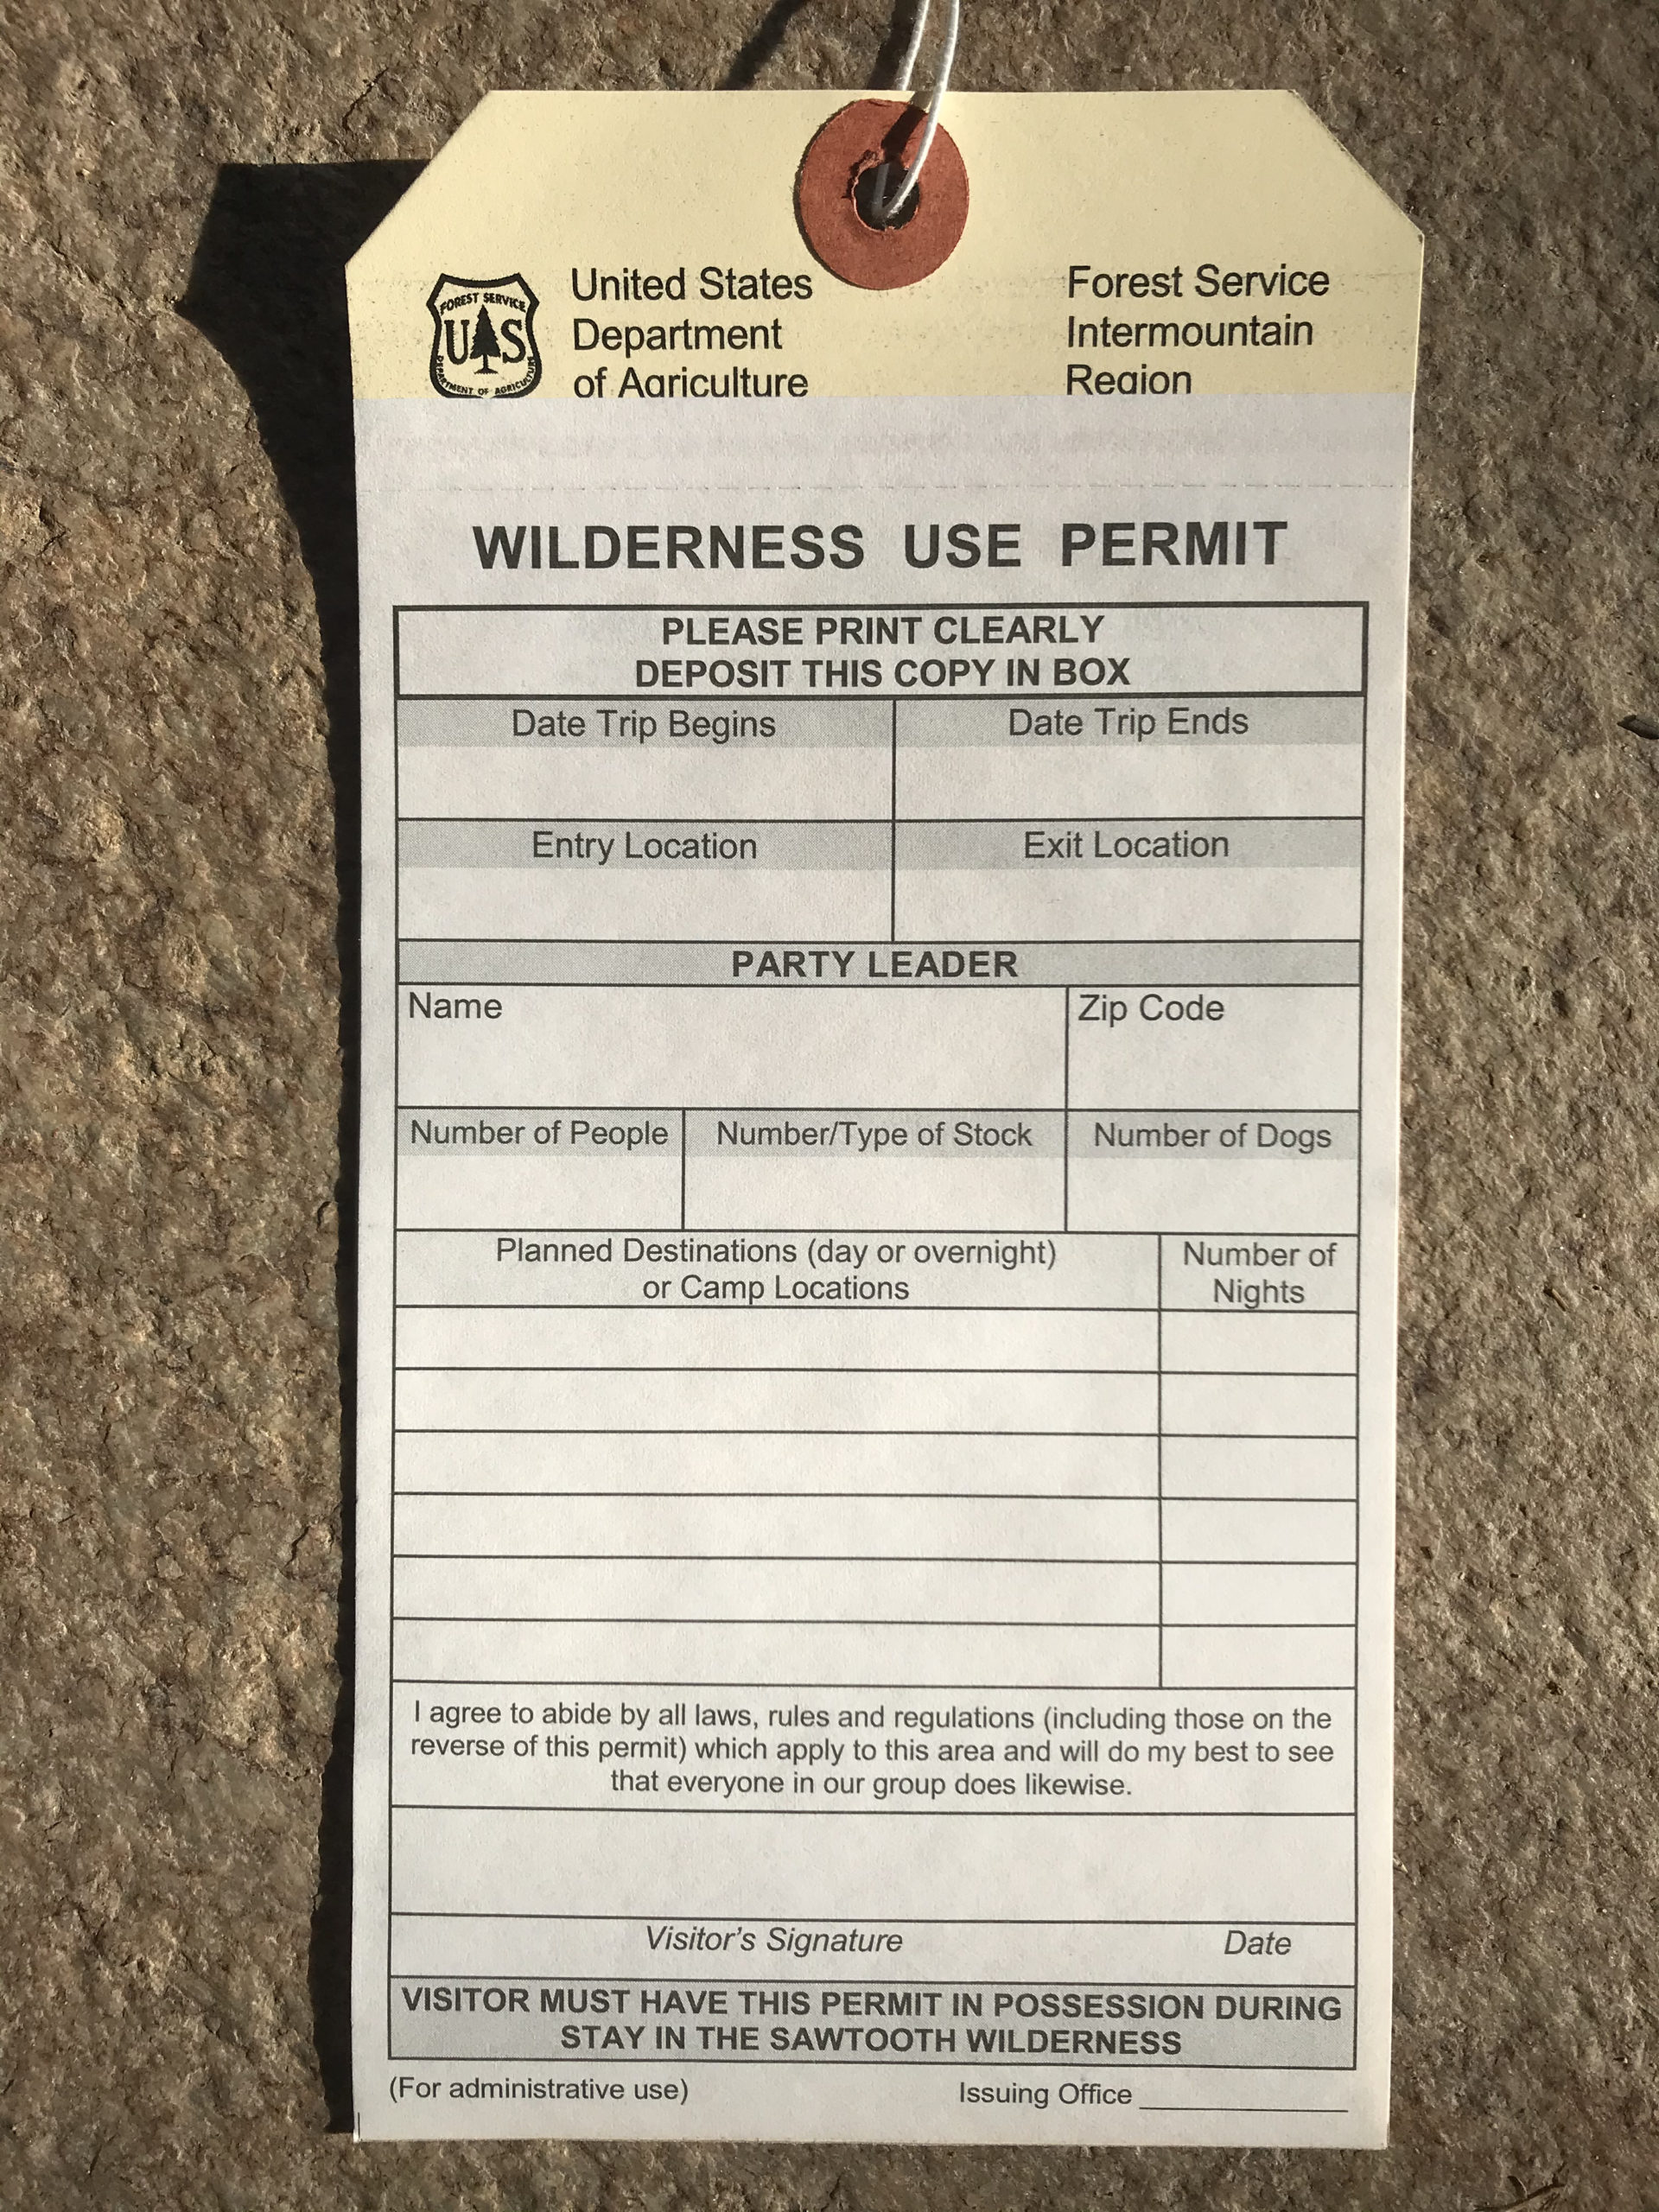 FOREST SERVICE
U S
DEPARTMENT OF AGRICULTURE
United States
Department
of Agriculture
Forest Service
Intermountain
Region
WILDERNESS USE PERMIT
PLEASE PRINT CLEARLY
DEPOSIT THIS COPY IN BOX
Date Trip Begins
Date Trip Ends
Entry Location
Exit Location
PARTY LEADER
Name
Zip Code
Number of People
Number/Type of Stock
Number of Dogs
Planned Destinations (day or overnight)
or Camp Locations
Number of
Nights
I agree to abide by all laws, rules and regulations (including those on the
reverse of this permit) which apply to this area and will do my best to see
that everyone in our group does likewise.
Visitor's Signature
Date
VISITOR MUST HAVE THIS PERMIT IN POSSESSION DURING
STAY IN THE SAWTOOTH WILDERNESS
(For administrative use)
Issuing Office